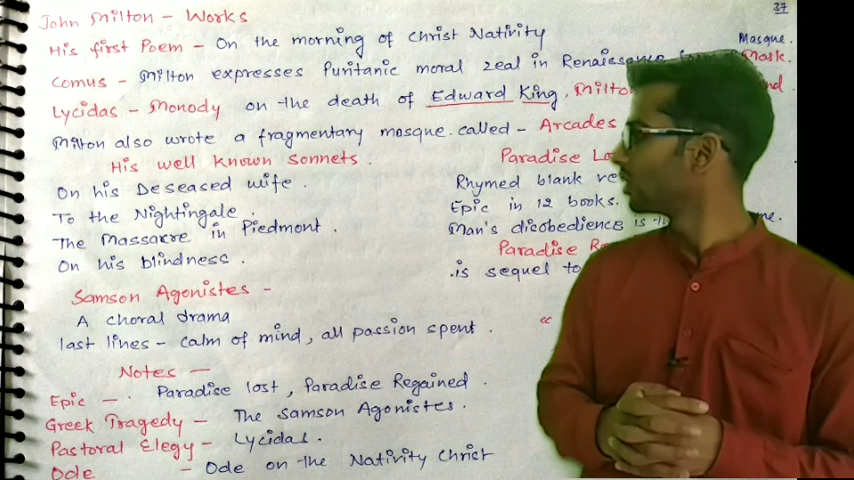 37
John Milton - Works
His first Poem - On the morning of Christ Nativity
Masque.
Comus - Milton expresses Puritanic moral zeal in Renaissance form of Mask.
Lycidas - Monody on the death of Edward King,
Milton also wrote a fragmentary masque called - Arcades
His well known sonnets.
Paradise
On his Deseased wife.
Rhymed blank
To the Nightingale.
Epic in 12 books.
The Massacre in Piedmont.
Man's disobedience is
On his blindness.
Paradise
is sequel to
Samson Agonistes -
A choral drama
last lines - calm of mind, all passion spent.
Notes -
Epic - Paradise lost, Paradise Regained.
Greek Tragedy - The Samson Agonistes.
Pastoral Elegy - Lycidas.
Ode - Ode on the Nativity Christ